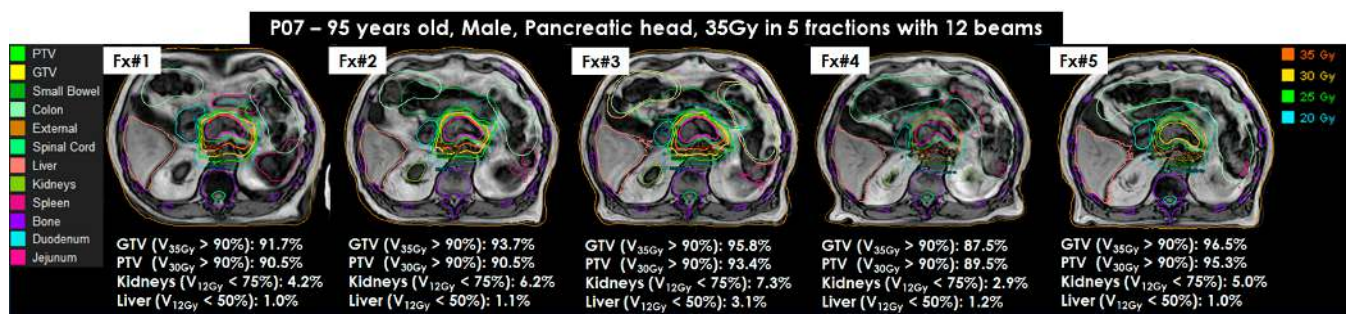 P07 – 95 years old, Male, Pancreatic head, 35Gy in 5 fractions with 12 beams
PTV
GTV
Small Bowel
Colon
External
Spinal Cord
Liver
Kidneys
Spleen
Bone
Duodenum
Jejunum
Fx#1
GTV (V35Gy > 90%): 91.7%
PTV (V30Gy > 90%): 90.5%
Kidneys (V12Gy < 75%): 4.2%
Liver (V12Gy < 50%): 1.0%
Fx#2
GTV (V35Gy > 90%): 93.7%
PTV (V30Gy > 90%): 90.5%
Kidneys (V12Gy < 75%): 6.2%
Liver (V12Gy < 50%): 1.1%
Fx#3
GTV (V35Gy > 90%): 95.8%
PTV (V30Gy > 90%): 93.4%
Kidneys (V12Gy < 75%): 7.3%
Liver (V12Gy < 50%): 3.1%
Fx#4
GTV (V35Gy > 90%): 87.5%
PTV (V30Gy > 90%): 89.5%
Kidneys (V12Gy < 75%): 2.9%
Liver (V12Gy < 50%): 1.2%
Fx#5
GTV (V35Gy > 90%): 96.5%
PTV (V30Gy > 90%): 95.3%
Kidneys (V12Gy < 75%): 5.0%
Liver (V12Gy < 50%): 1.0%
35 Gy
30 Gy
25 Gy
20 Gy